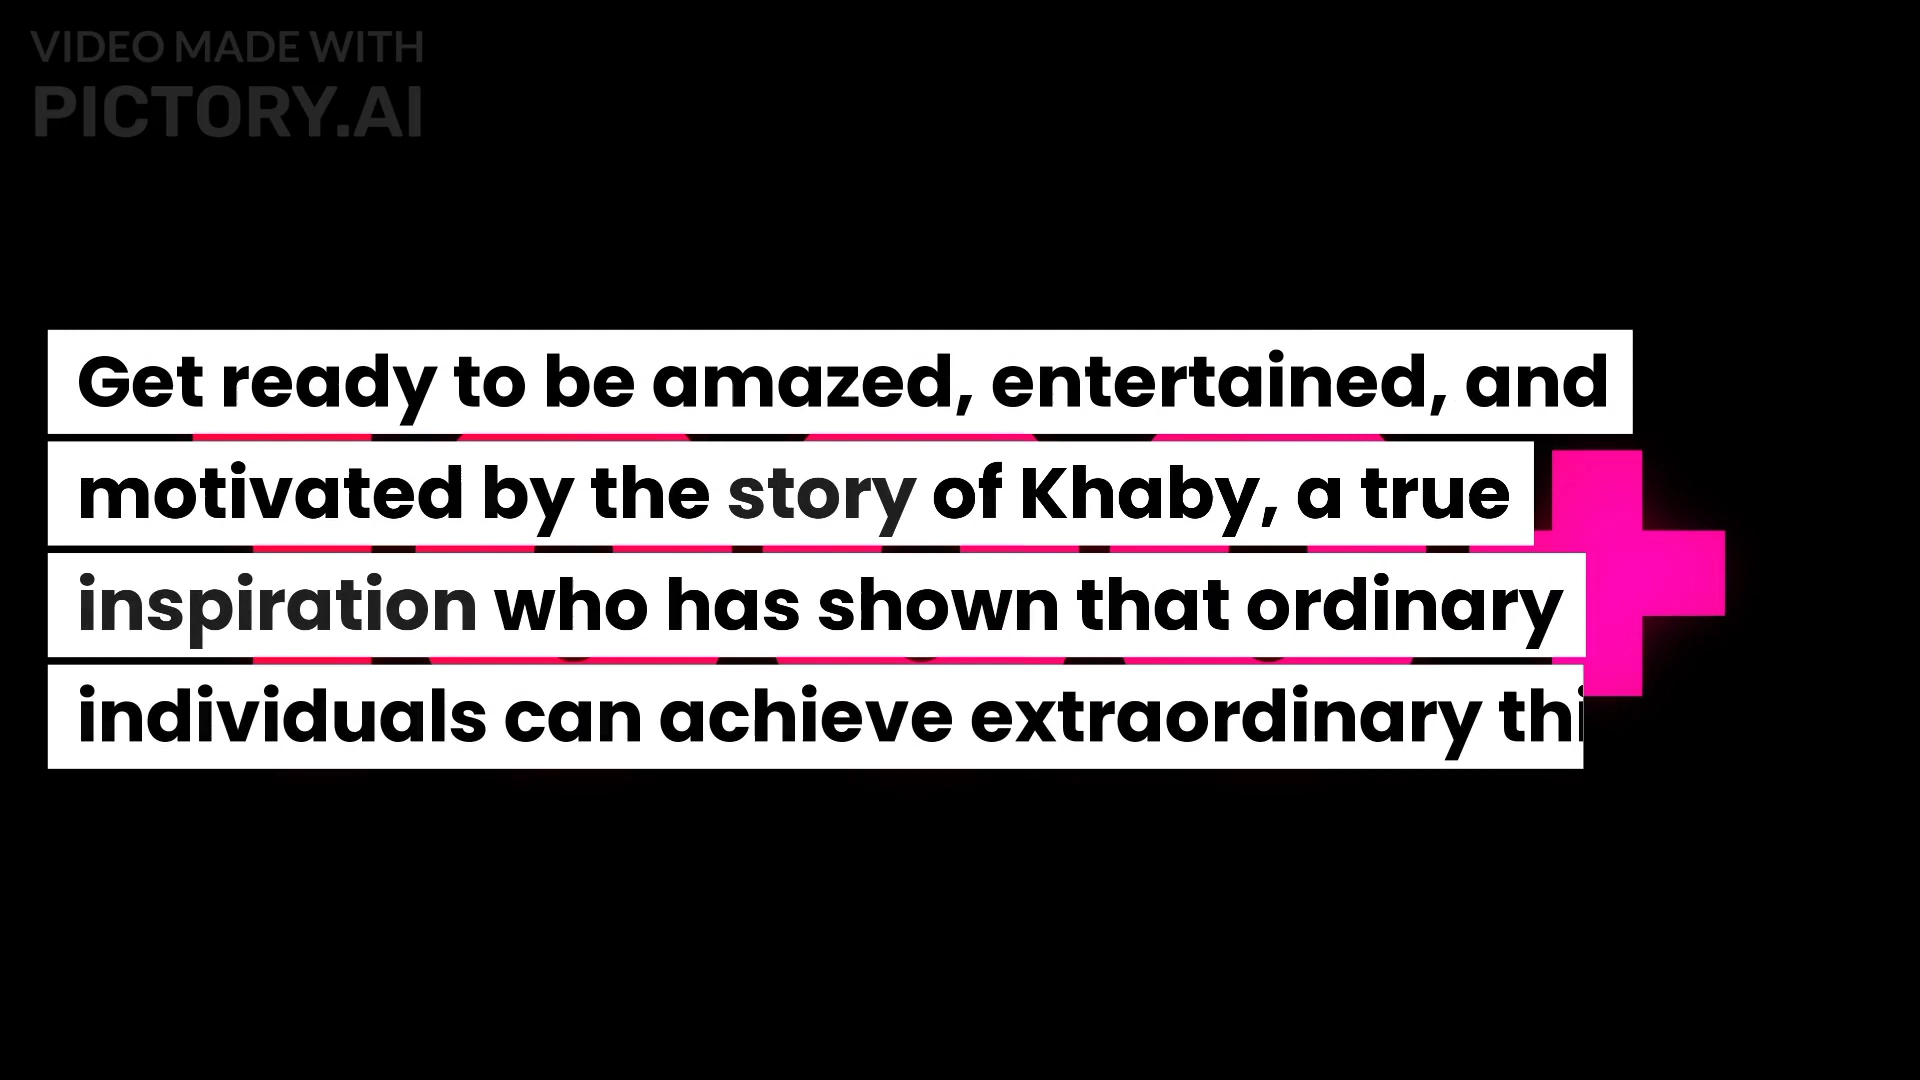 VIDEO MADE WITH
PICTORY.AI
Get ready to be amazed, entertained, and
motivated by the story of Khaby, a true
inspiration who has shown that ordinary
individuals can achieve extraordinary thi